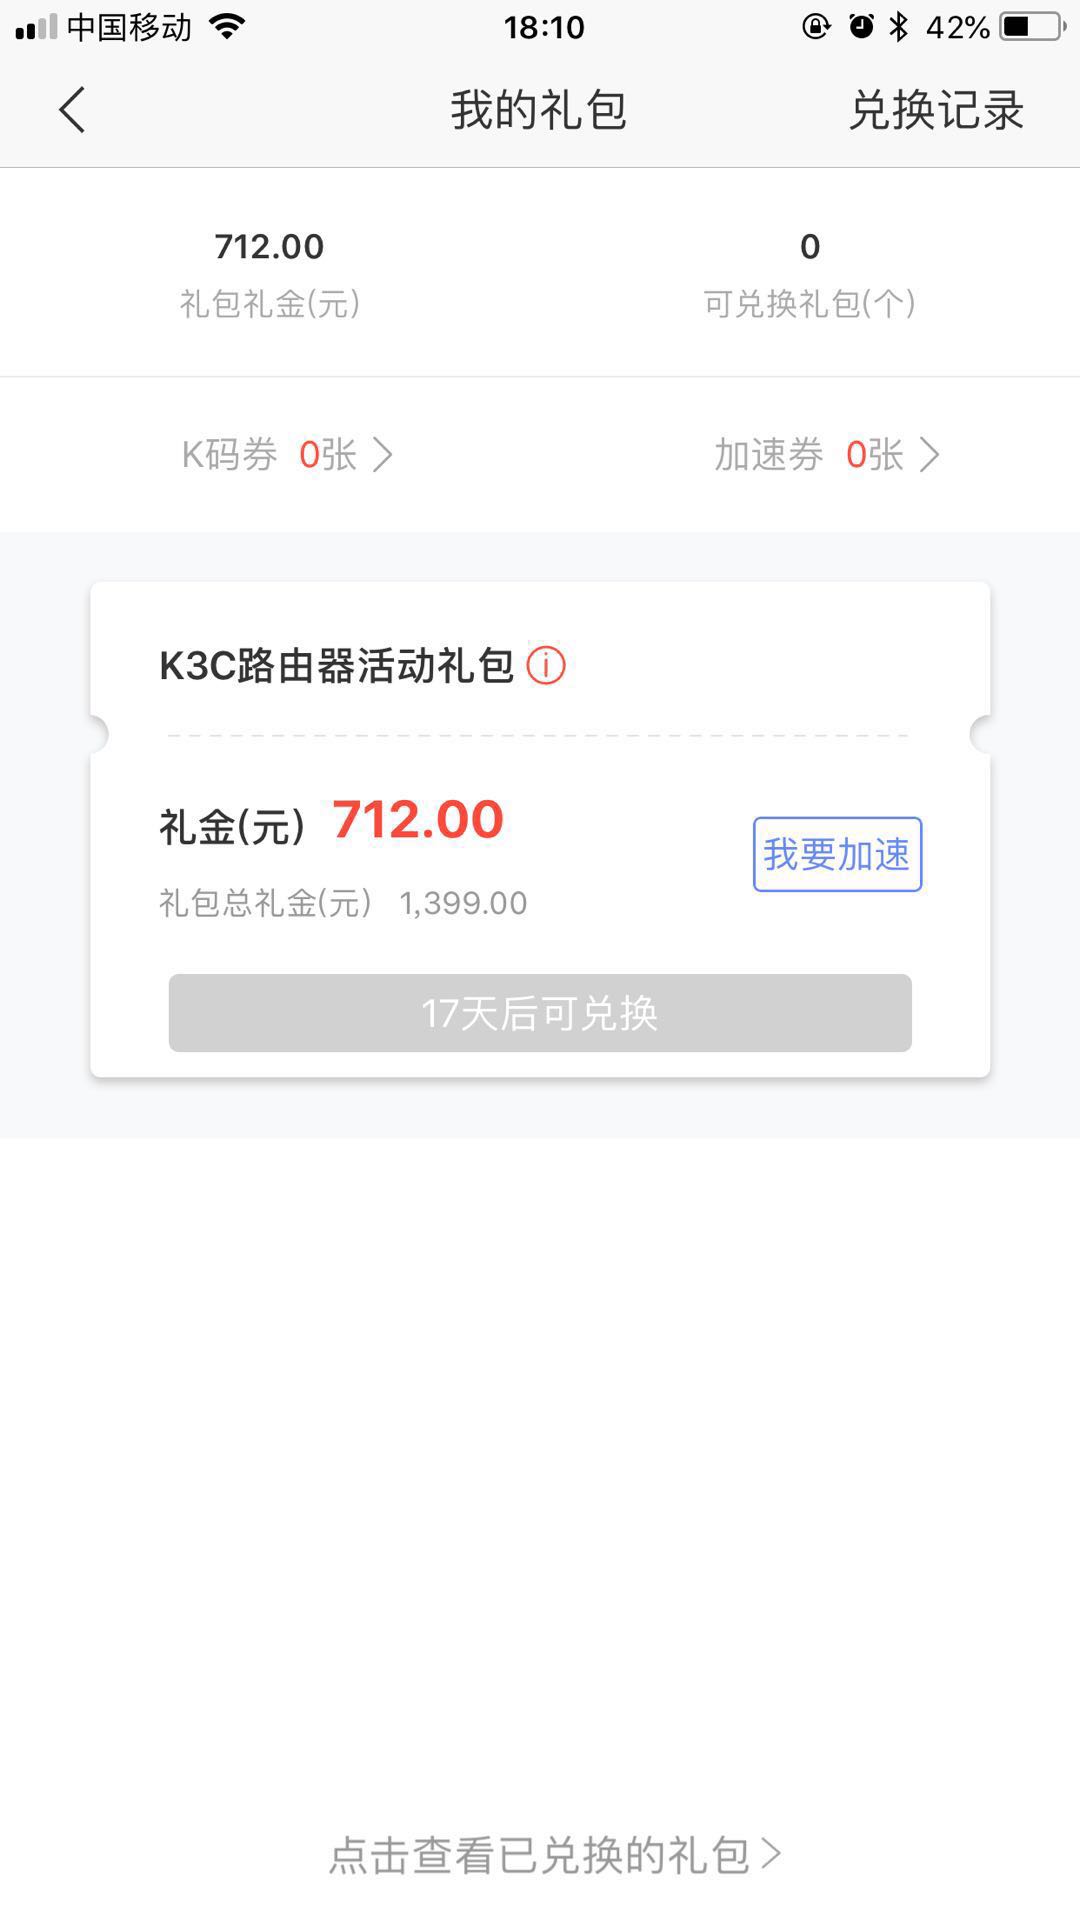 中国移动 18:10 42%
我的礼包 兑换记录
712.00 0
礼包礼金(元) 可兑换礼包(个)
K码券 0张 加速券 0张
K3C路由器活动礼包
礼金(元) 712.00
我要加速
礼包总礼金(元) 1,399.00
17天后可兑换
点击查看已兑换的礼包